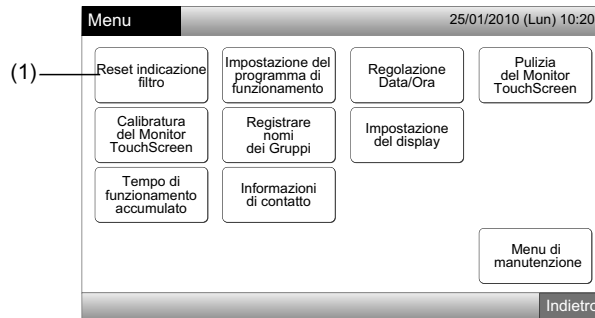 Menu
25/01/2010 (Lun) 10:20
(1)
Reset indicazione
filtro
Impostazione del
programma di
funzionamento
Regolazione
Data/Ora
Pulizia
del Monitor
TouchScreen
Calibratura
del Monitor
TouchScreen
Registrare
nomi
dei Gruppi
Impostazione
del display
Tempo di
funzionamento
accumulato
Informazioni
di contatto
Menu di
manutenzione
Indietro